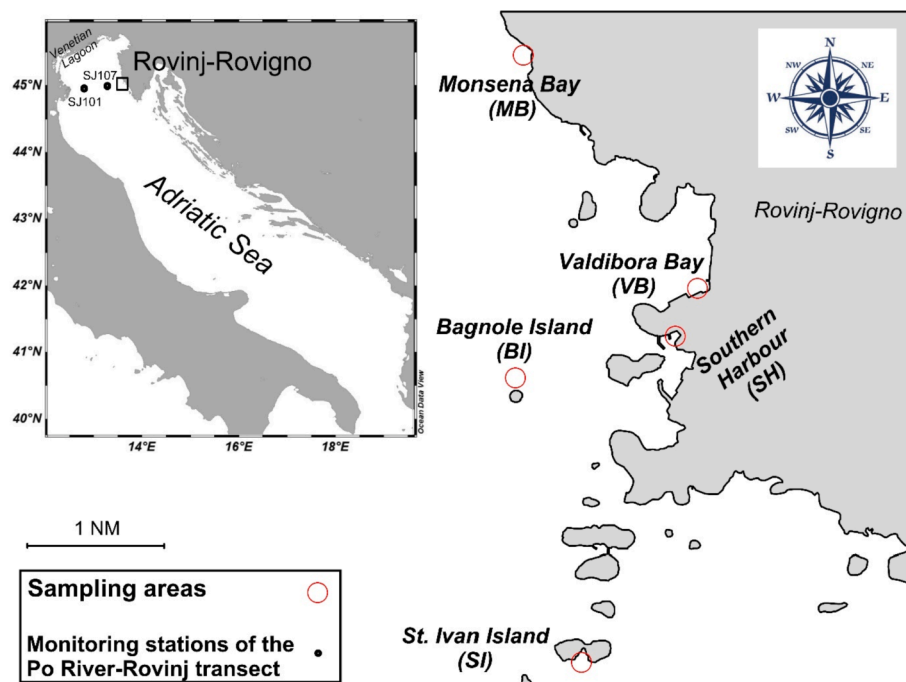 Venetian
Lagoon
Rovinj-Rovigno
SJ107
SJ101
45°N
44°N
43°N
42°N
41°N
40°N
Adriatic Sea
14°E
16°E
18°E
Ocean Data View
1 NM
Sampling areas
Monitoring stations of the
Po River-Rovinj transect
Monsena Bay
(MB)
N
NW
NE
W
E
SW
SE
S
Rovinj-Rovigno
Valdibora Bay
(VB)
Bagnole Island
(BI)
Southern
Harbour
(SH)
St. Ivan Island
(SI)